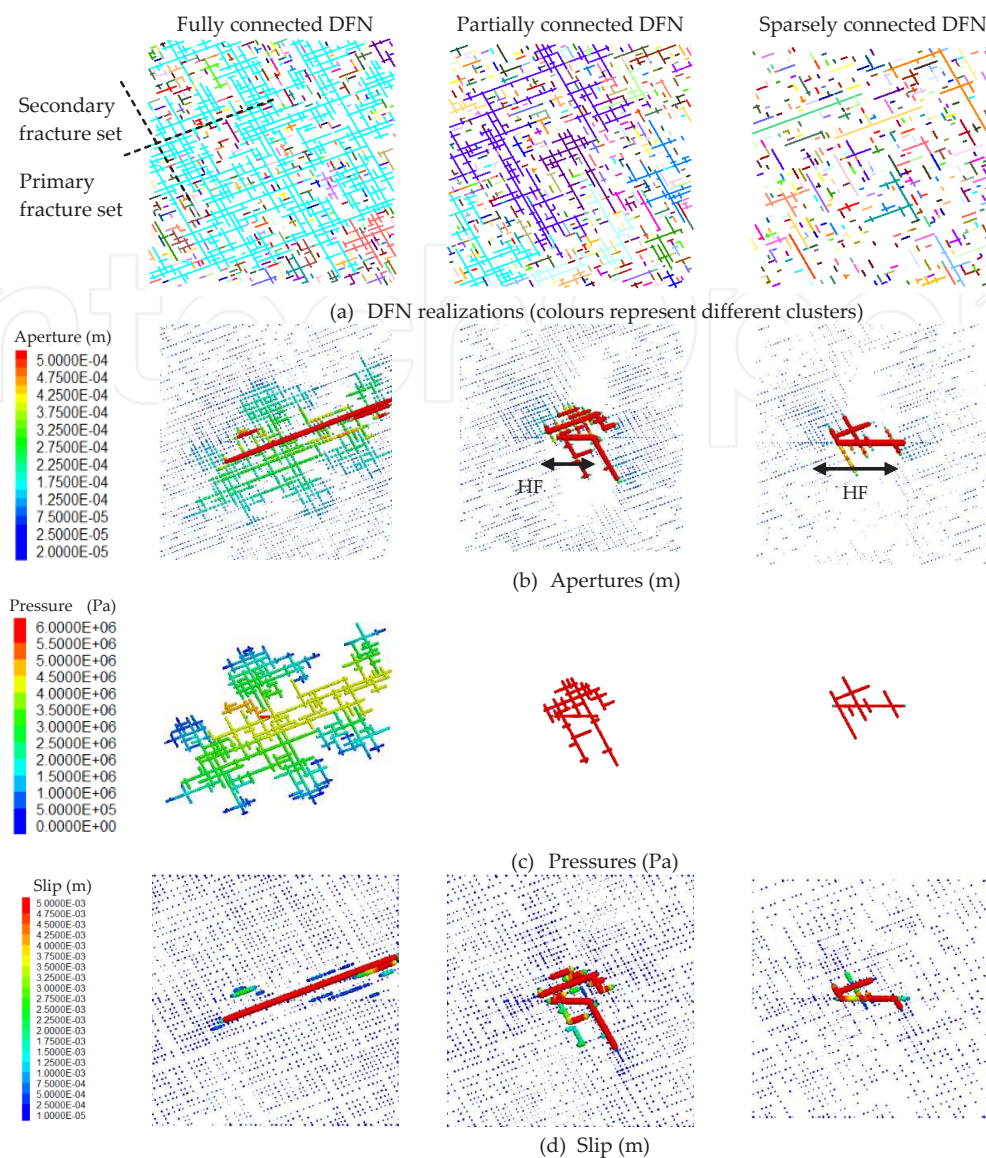 Fully connected DFN
Partially connected DFN
Sparsely connected DFN
Secondary
fracture set
Primary
fracture set
(a) DFN realizations (colours represent different clusters)
Aperture (m)
5.0000E-04
4.7500E-04
4.2500E-04
3.7500E-04
3.2500E-04
2.7500E-04
2.2500E-04
1.7500E-04
1.2500E-04
7.5000E-05
2.5000E-05
2.0000E-05
HF
HF
(b) Apertures (m)
Pressure (Pa)
6.0000E+06
5.5000E+06
5.0000E+06
4.5000E+06
4.0000E+06
3.5000E+06
3.0000E+06
2.5000E+06
2.0000E+06
1.5000E+06
1.0000E+06
5.0000E+05
0.0000E+00
(c) Pressures (Pa)
Slip (m)
5.0000E-03
4.7500E-03
4.2500E-03
4.0000E-03
3.5000E-03
3.2500E-03
3.0000E-03
2.7500E-03
2.5000E-03
2.2500E-03
2.0000E-03
1.7500E-03
1.5000E-03
1.2500E-03
1.0000E-03
7.5000E-04
5.0000E-04
2.5000E-04
1.0000E-05
(d) Slip (m)